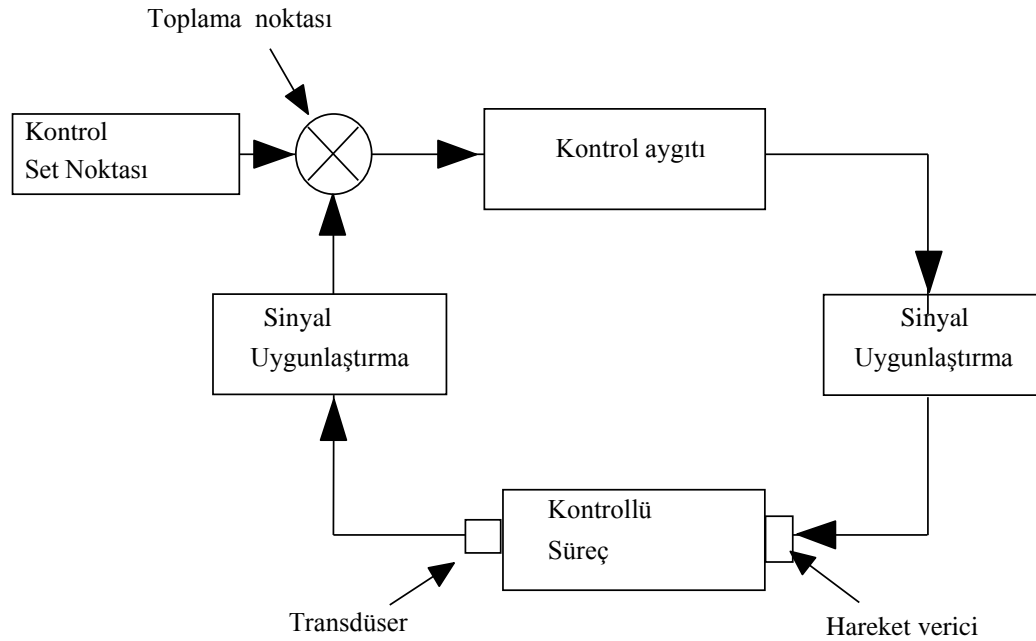 Toplama noktası
Kontrol
Set Noktası
Kontrol aygıtı
Sinyal
Uygunlaştırma
Sinyal
Uygunlaştırma
Kontrollü
Süreç
Transdüser
Hareket verici